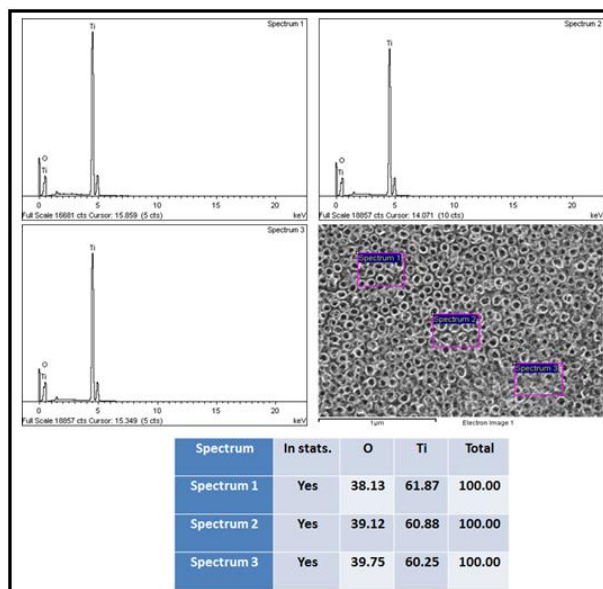 Spectrum 1
Ti
O
Ti
0 5 10 15 20
Full Scale 16681 cts Cursor: 15.859 (5 cts) keV
Spectrum 2
Ti
O
Ti
0 5 10 15 20
Full Scale 18857 cts Cursor: 14.071 (10 cts) keV
Spectrum 3
Ti
O
Ti
0 5 10 15 20
Full Scale 18857 cts Cursor: 15.349 (5 cts) keV
Spectrum 1
Spectrum 2
Spectrum 3
1µm Electron Image 1
Spectrum In stats. O Ti Total
Spectrum 1 Yes 38.13 61.87 100.00
Spectrum 2 Yes 39.12 60.88 100.00
Spectrum 3 Yes 39.75 60.25 100.00